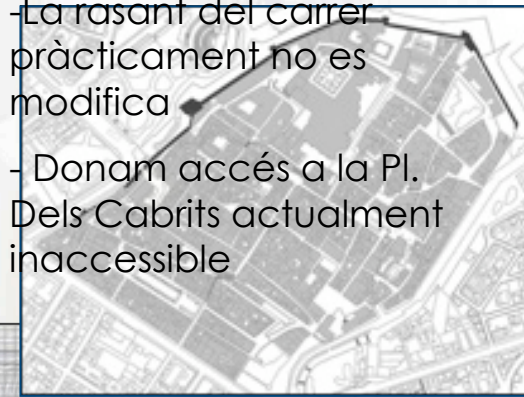 -La rasant del carrer
pràcticament no es
modifica
- Donam accés a la Pl.
Dels Cabrits actualment
inaccessible